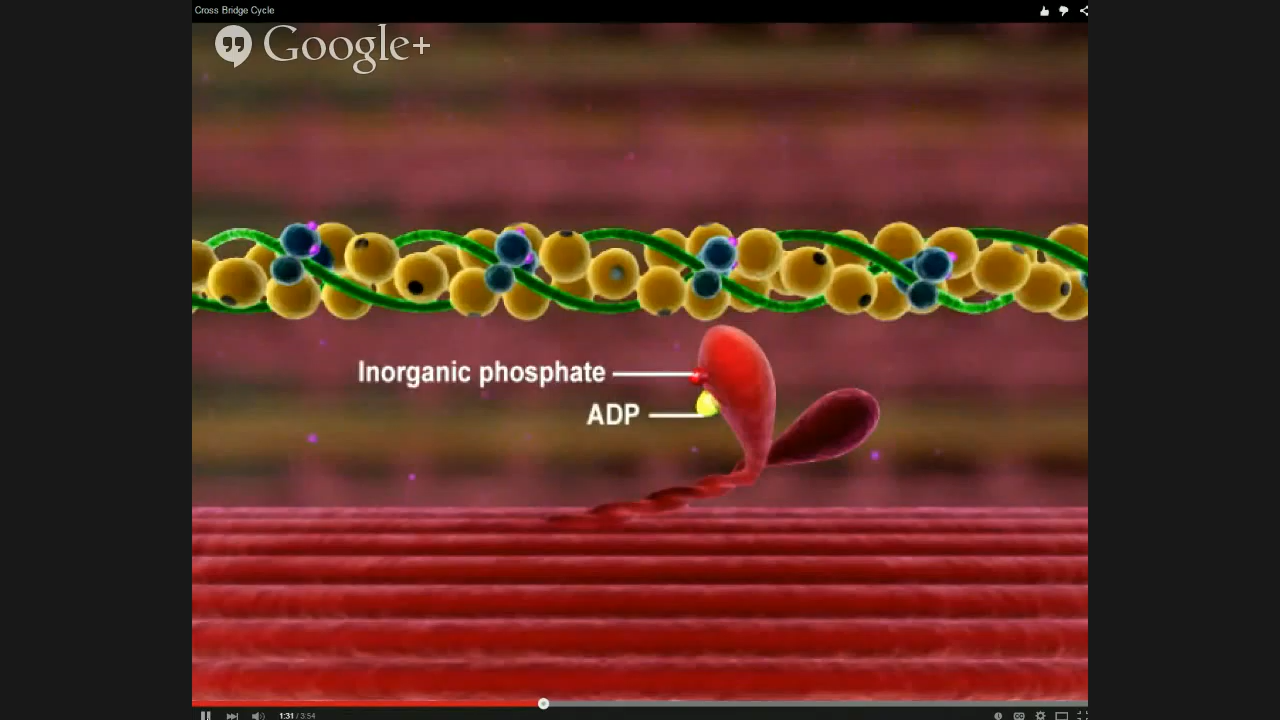 Cross Bridge Cycle
Google+
Inorganic phosphate
ADP
1:31 / 3:54